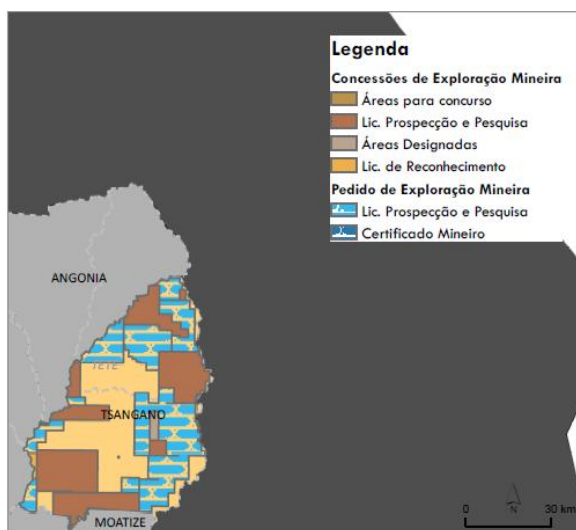 Legenda
Concessões de Exploração Mineira
Áreas para concurso
Lic. Prospecção e Pesquisa
Áreas Designadas
Lic. de Reconhecimento
Pedido de Exploração Mineira
Lic. Prospecção e Pesquisa
Certificado Mineiro
ANGONIA
TETE
TSANGANO
MOATIZE
N
0 30 km